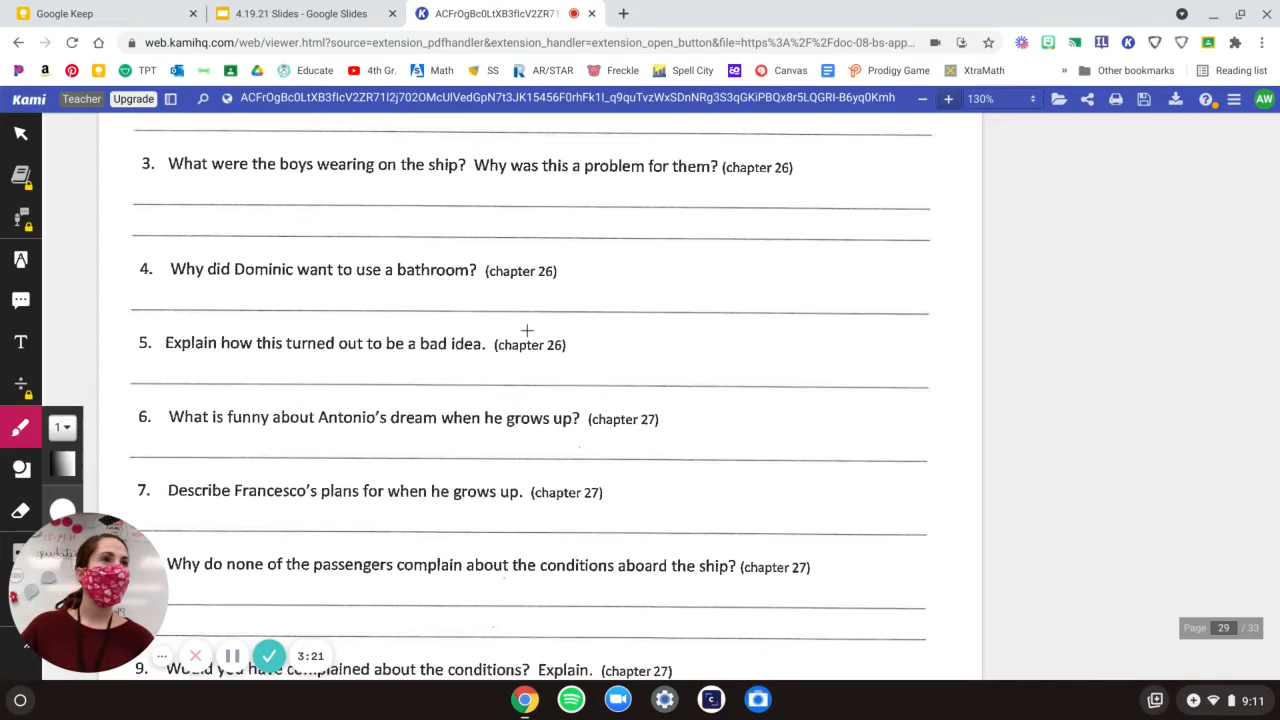 Google Keep
4.19.21 Slides - Google Slides
ACFrOgBc0LtXB3fIcV2ZR71
web.kamihq.com/web/viewer.html?source=extension_pdfhandler&extension_handler=extension_open_button&file=https%3A%2F%2Fdoc-08-bs-app...
TPT
Educate
4th Gr.
Math
SS
AR/STAR
Freckle
Spell City
Canvas
Prodigy Game
XtraMath
»
Other bookmarks
Reading list
Kami
Teacher
Upgrade
130%
AW
3. What were the boys wearing on the ship? Why was this a problem for them? (chapter 26)
4. Why did Dominic want to use a bathroom? (chapter 26)
5. Explain how this turned out to be a bad idea. (chapter 26)
6. What is funny about Antonio's dream when he grows up? (chapter 27)
1
7. Describe Francesco's plans for when he grows up. (chapter 27)
Why do none of the passengers complain about the conditions aboard the ship? (chapter 27)
Page 29 / 33
3:21
9. Would you have complained about the conditions? Explain. (chapter 27)
9:11